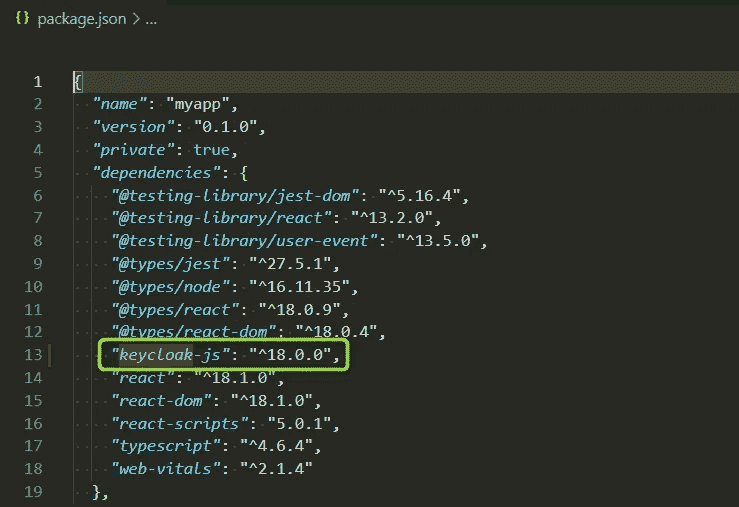 {} package.json > ...
1 {
2 "name": "myapp",
3 "version": "0.1.0",
4 "private": true,
5 "dependencies": {
6 "@testing-library/jest-dom": "^5.16.4",
7 "@testing-library/react": "^13.2.0",
8 "@testing-library/user-event": "^13.5.0",
9 "@types/jest": "^27.5.1",
10 "@types/node": "^16.11.35",
11 "@types/react": "^18.0.9",
12 "@types/react-dom": "^18.0.4",
13 "keycloak-js": "^18.0.0",
14 "react": "^18.1.0",
15 "react-dom": "^18.1.0",
16 "react-scripts": "5.0.1",
17 "typescript": "^4.6.4",
18 "web-vitals": "^2.1.4"
19 },